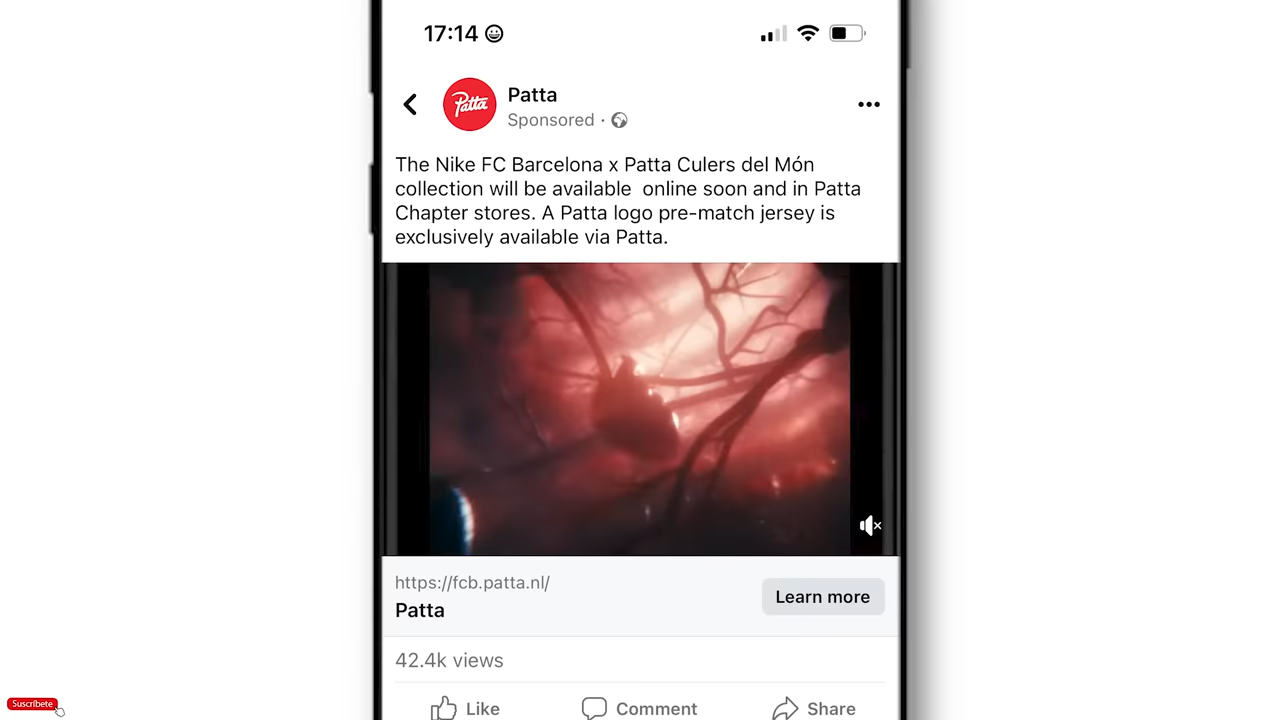 17:14
Patta
Patta
Sponsored ·
The Nike FC Barcelona x Patta Culers del Món
collection will be available  online soon and in Patta
Chapter stores. A Patta logo pre-match jersey is
exclusively available via Patta.
https://fcb.patta.nl/
Patta
Learn more
42.4k views
Like
Comment
Share
Suscríbete